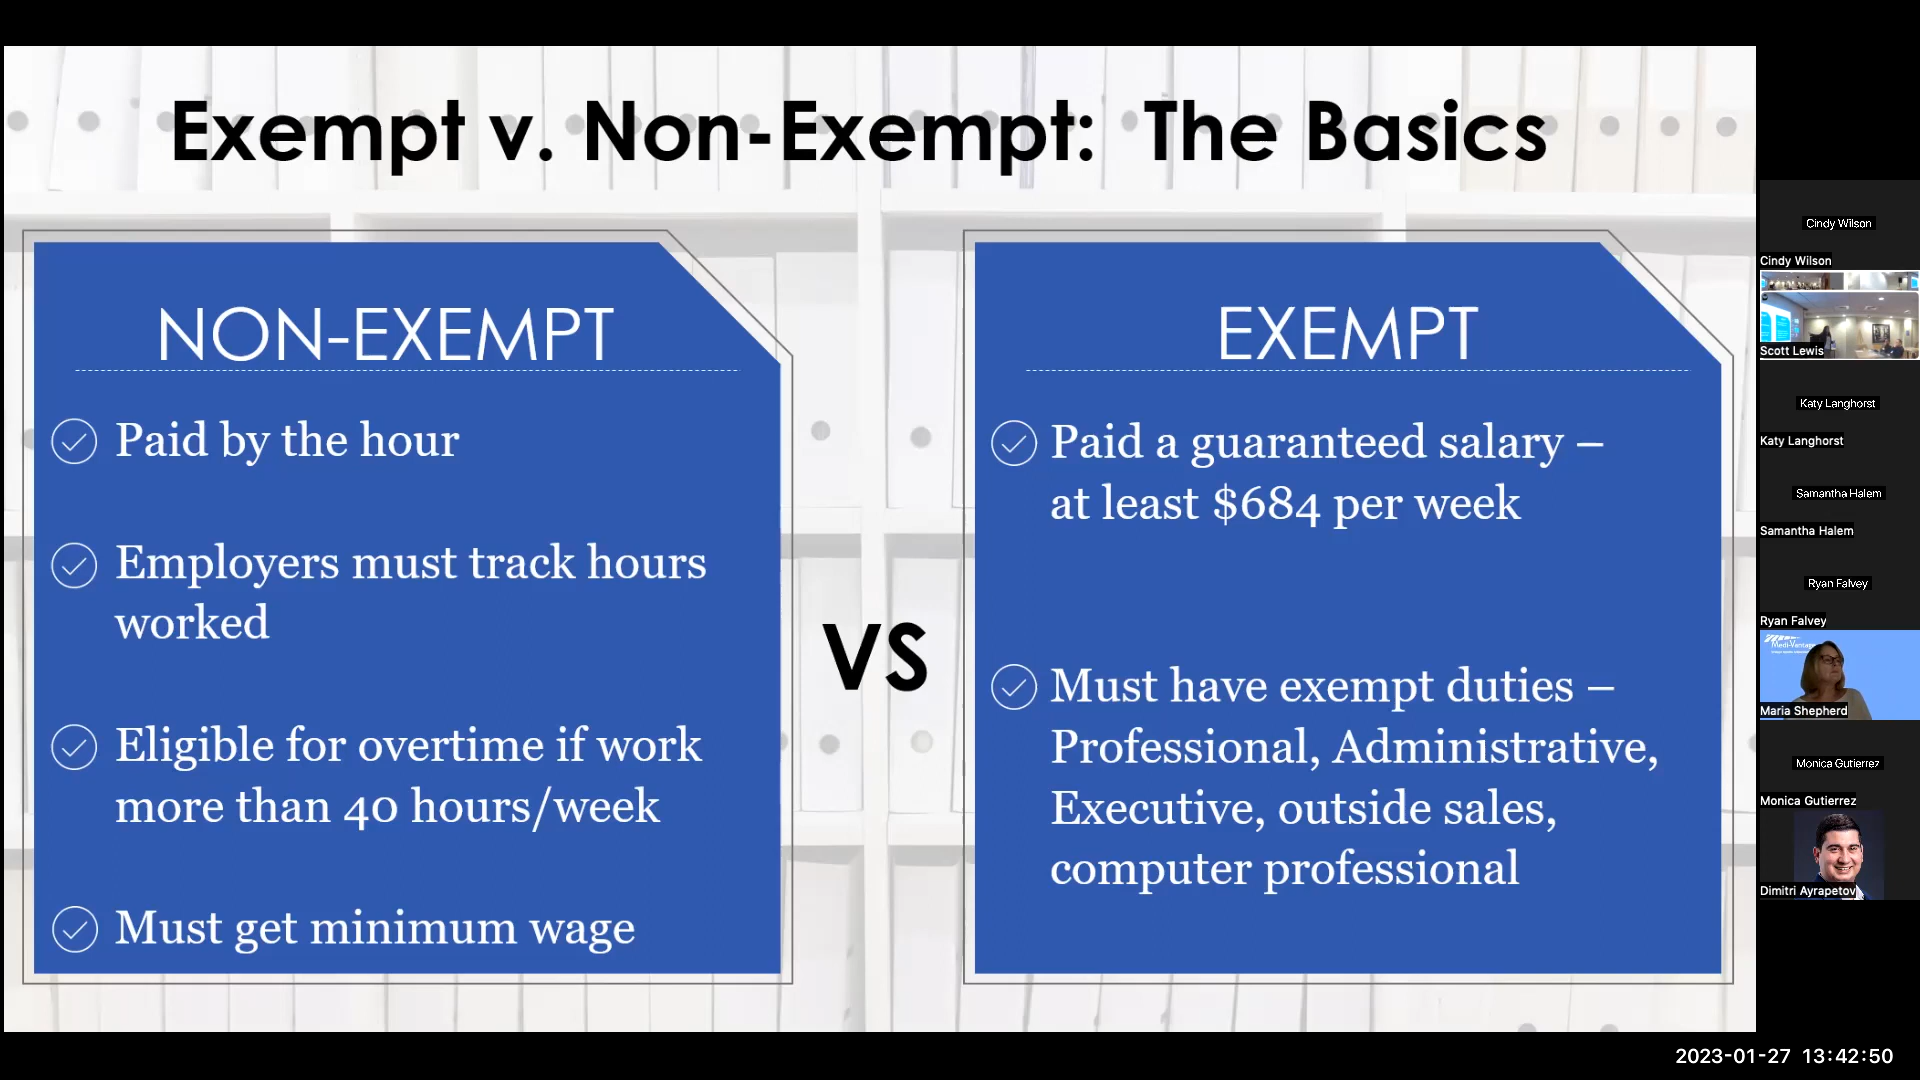 Exempt v. Non-Exempt: The Basics
NON-EXEMPT
Paid by the hour
Employers must track hours
worked
Eligible for overtime if work
more than 40 hours/week
Must get minimum wage
VS
EXEMPT
Paid a guaranteed salary –
at least $684 per week
Must have exempt duties –
Professional, Administrative,
Executive, outside sales,
computer professional
Cindy Wilson
Cindy Wilson
Scott Lewis
Katy Langhorst
Katy Langhorst
Samantha Halem
Samantha Halem
Ryan Falvey
Ryan Falvey
Medi-Vantage
Maria Shepherd
Monica Gutierrez
Monica Gutierrez
Dimitri Ayrapetov
2023-01-27 13:42:50